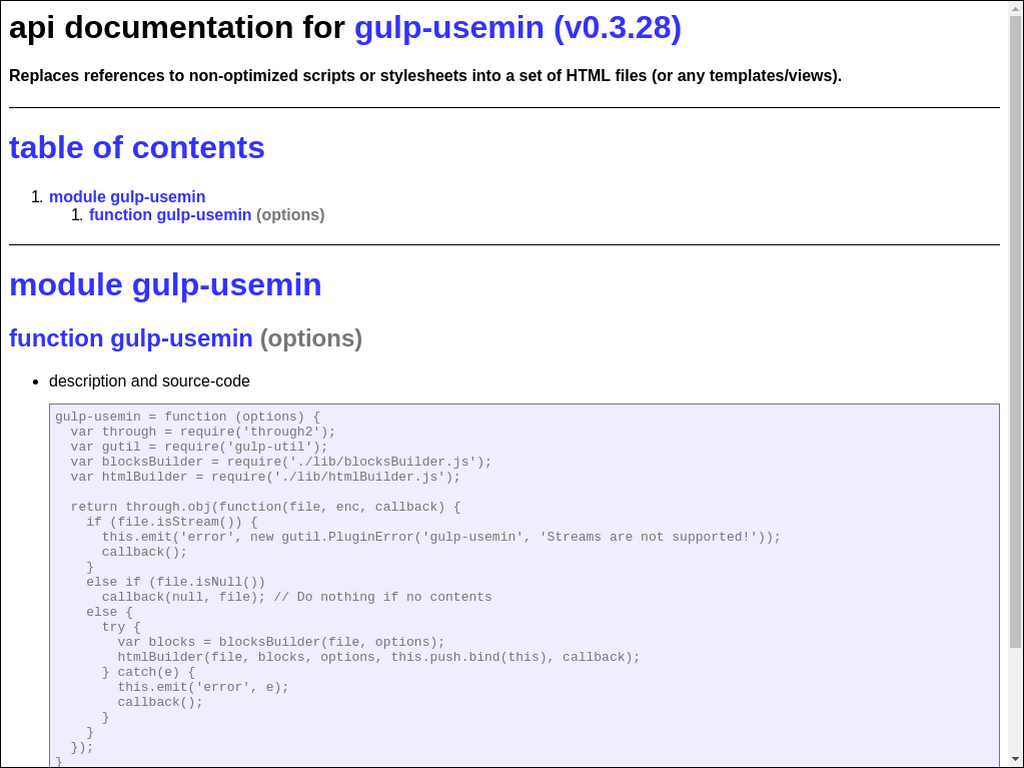 api documentation for gulp-usemin (v0.3.28)
Replaces references to non-optimized scripts or stylesheets into a set of HTML files (or any templates/views).
table of contents
1. module gulp-usemin
1. function gulp-usemin (options)
module gulp-usemin
function gulp-usemin (options)
• description and source-code
gulp-usemin = function (options) {
  var through = require('through2');
  var gutil = require('gulp-util');
  var blocksBuilder = require('./lib/blocksBuilder.js');
  var htmlBuilder = require('./lib/htmlBuilder.js');

  return through.obj(function(file, enc, callback) {
    if (file.isStream()) {
      this.emit('error', new gutil.PluginError('gulp-usemin', 'Streams are not supported!'));
      callback();
    }
    else if (file.isNull())
      callback(null, file); // Do nothing if no contents
    else {
      try {
        var blocks = blocksBuilder(file, options);
        htmlBuilder(file, blocks, options, this.push.bind(this), callback);
      } catch(e) {
        this.emit('error', e);
        callback();
      }
    }
  });
}